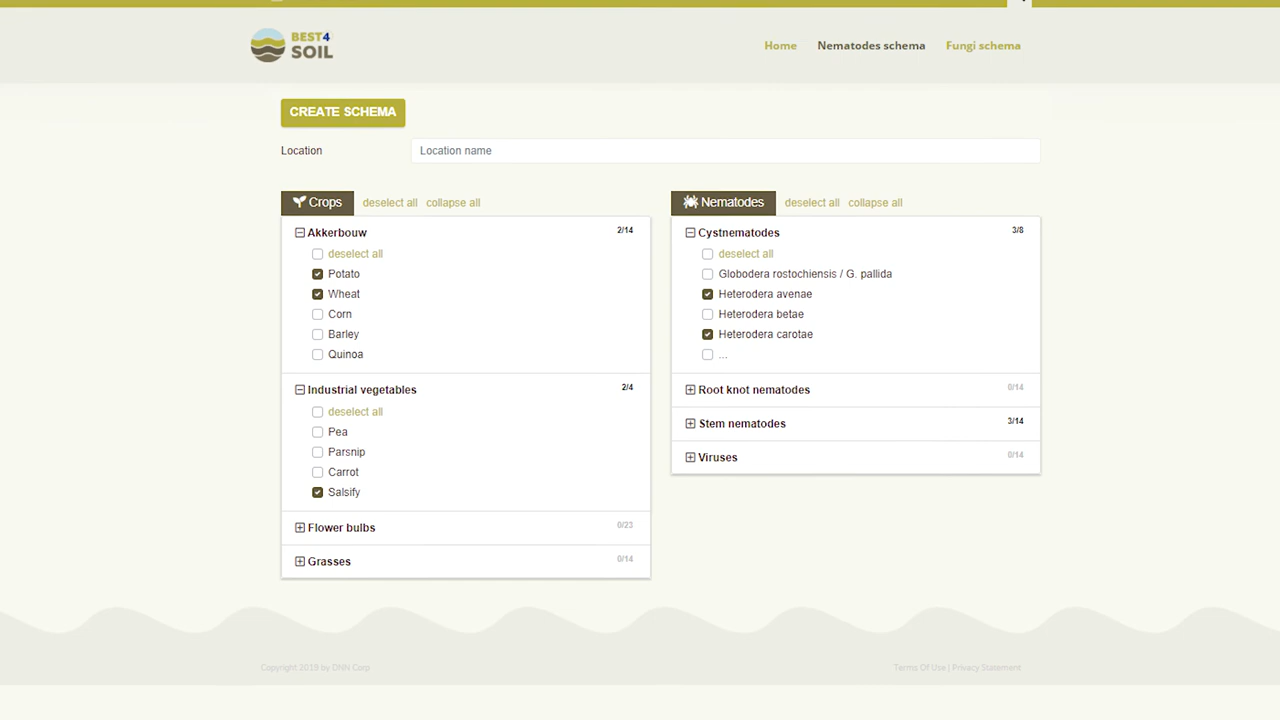 BEST4
SOIL
Home Nematodes schema Fungi schema
CREATE SCHEMA
Location Location name
Crops deselect all collapse all
Akkerbouw 2/14
deselect all
Potato
Wheat
Corn
Barley
Quinoa
Industrial vegetables 2/4
deselect all
Pea
Parsnip
Carrot
Salsify
Flower bulbs 0/23
Grasses 0/14
Nematodes deselect all collapse all
Cystnematodes 3/8
deselect all
Globodera rostochiensis / G. pallida
Heterodera avenae
Heterodera betae
Heterodera carotae
...
Root knot nematodes 0/14
Stem nematodes 3/14
Viruses 0/14
Copyright 2019 by DNN Corp Terms Of Use | Privacy Statement